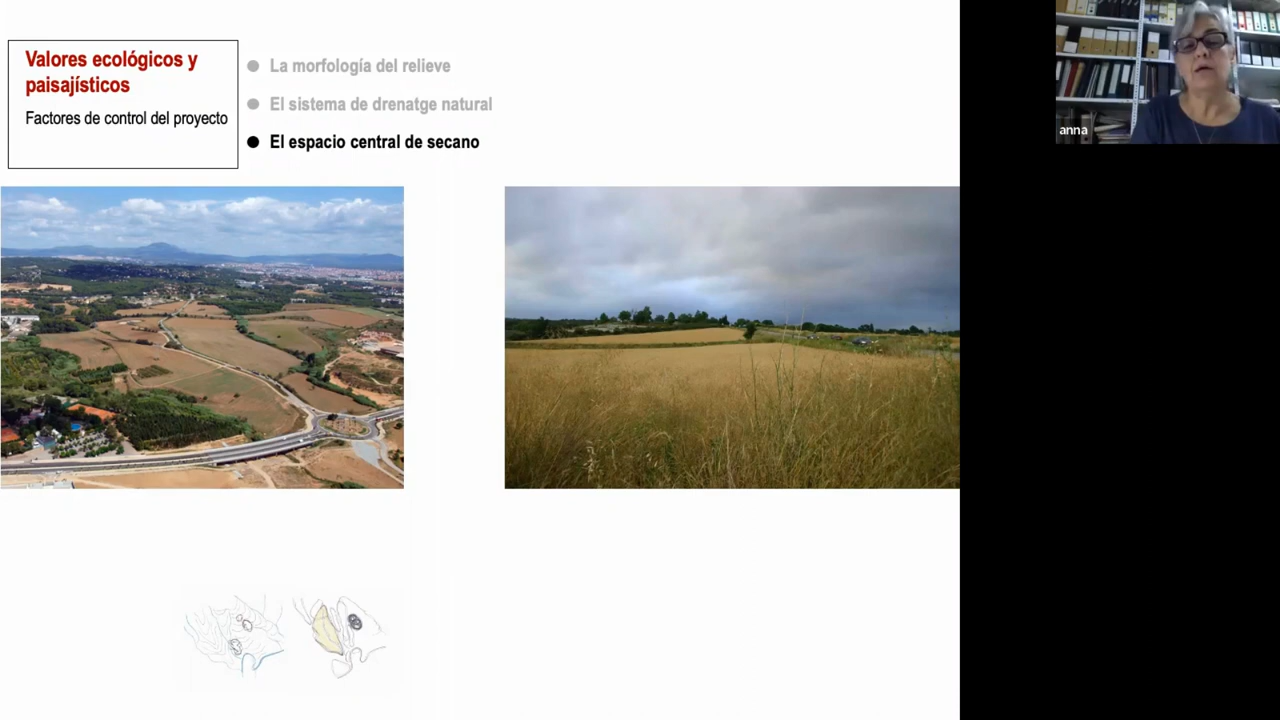 Valores ecológicos y
paisajísticos
Factores de control del proyecto
La morfología del relieve
El sistema de drenatge natural
El espacio central de secano
anna